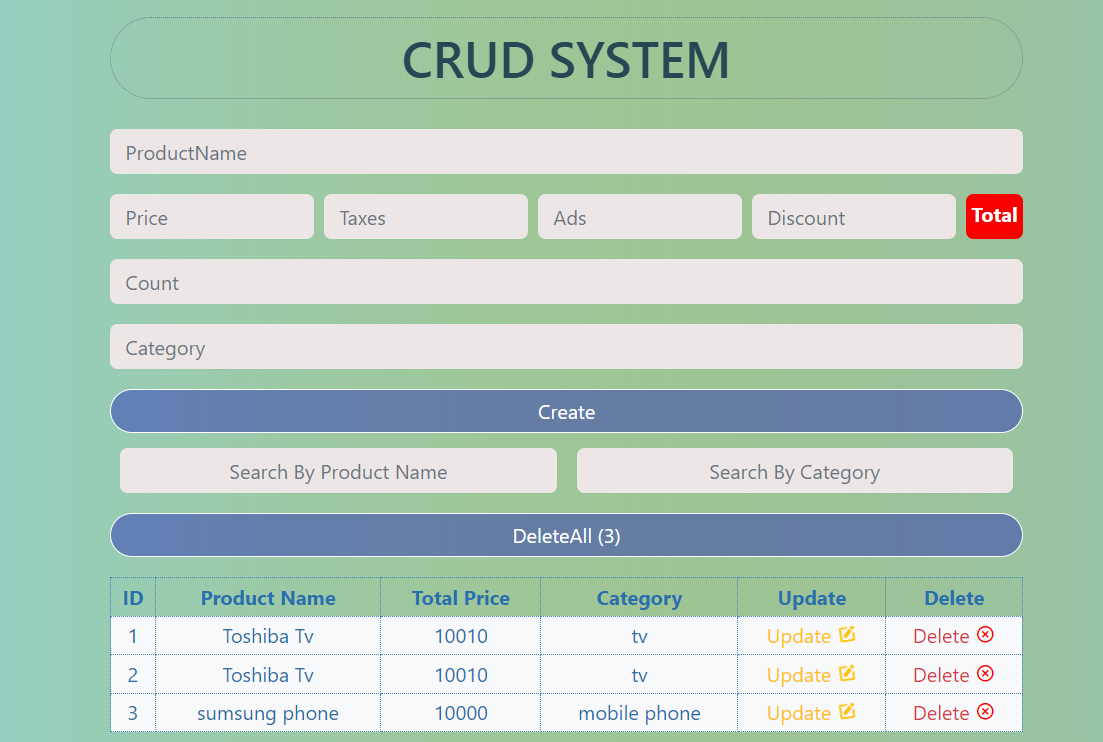 CRUD SYSTEM
ProductName
Price Taxes Ads Discount Total
Count
Category
Create
Search By Product Name Search By Category
DeleteAll (3)
ID Product Name Total Price Category Update Delete
1 Toshiba Tv 10010 tv Update Delete
2 Toshiba Tv 10010 tv Update Delete
3 sumsung phone 10000 mobile phone Update Delete